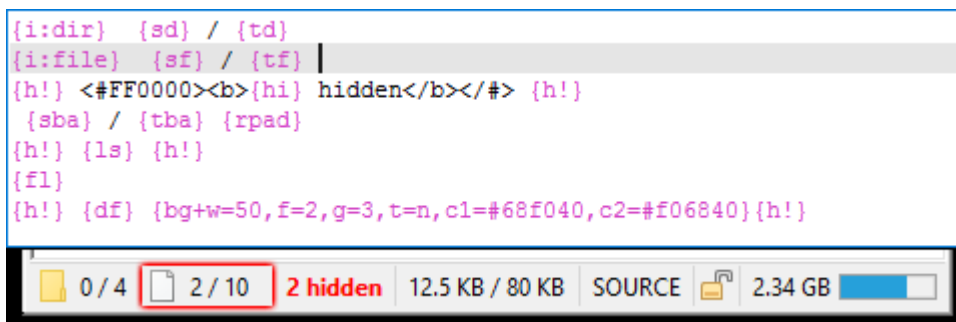 {i:dir}  {sd} / {td}
{i:file}  {sf} / {tf}
{h!} <#FF0000><b>{hi} hidden</b></#> {h!}
{sba} / {tba} {rpad}
{h!} {ls} {h!}
{fl}
{h!} {df} {bg+w=50,f=2,g=3,t=n,c1=#68f040,c2=#f06840}{h!}
0 / 4 2 / 10 2 hidden 12.5 KB / 80 KB SOURCE 2.34 GB